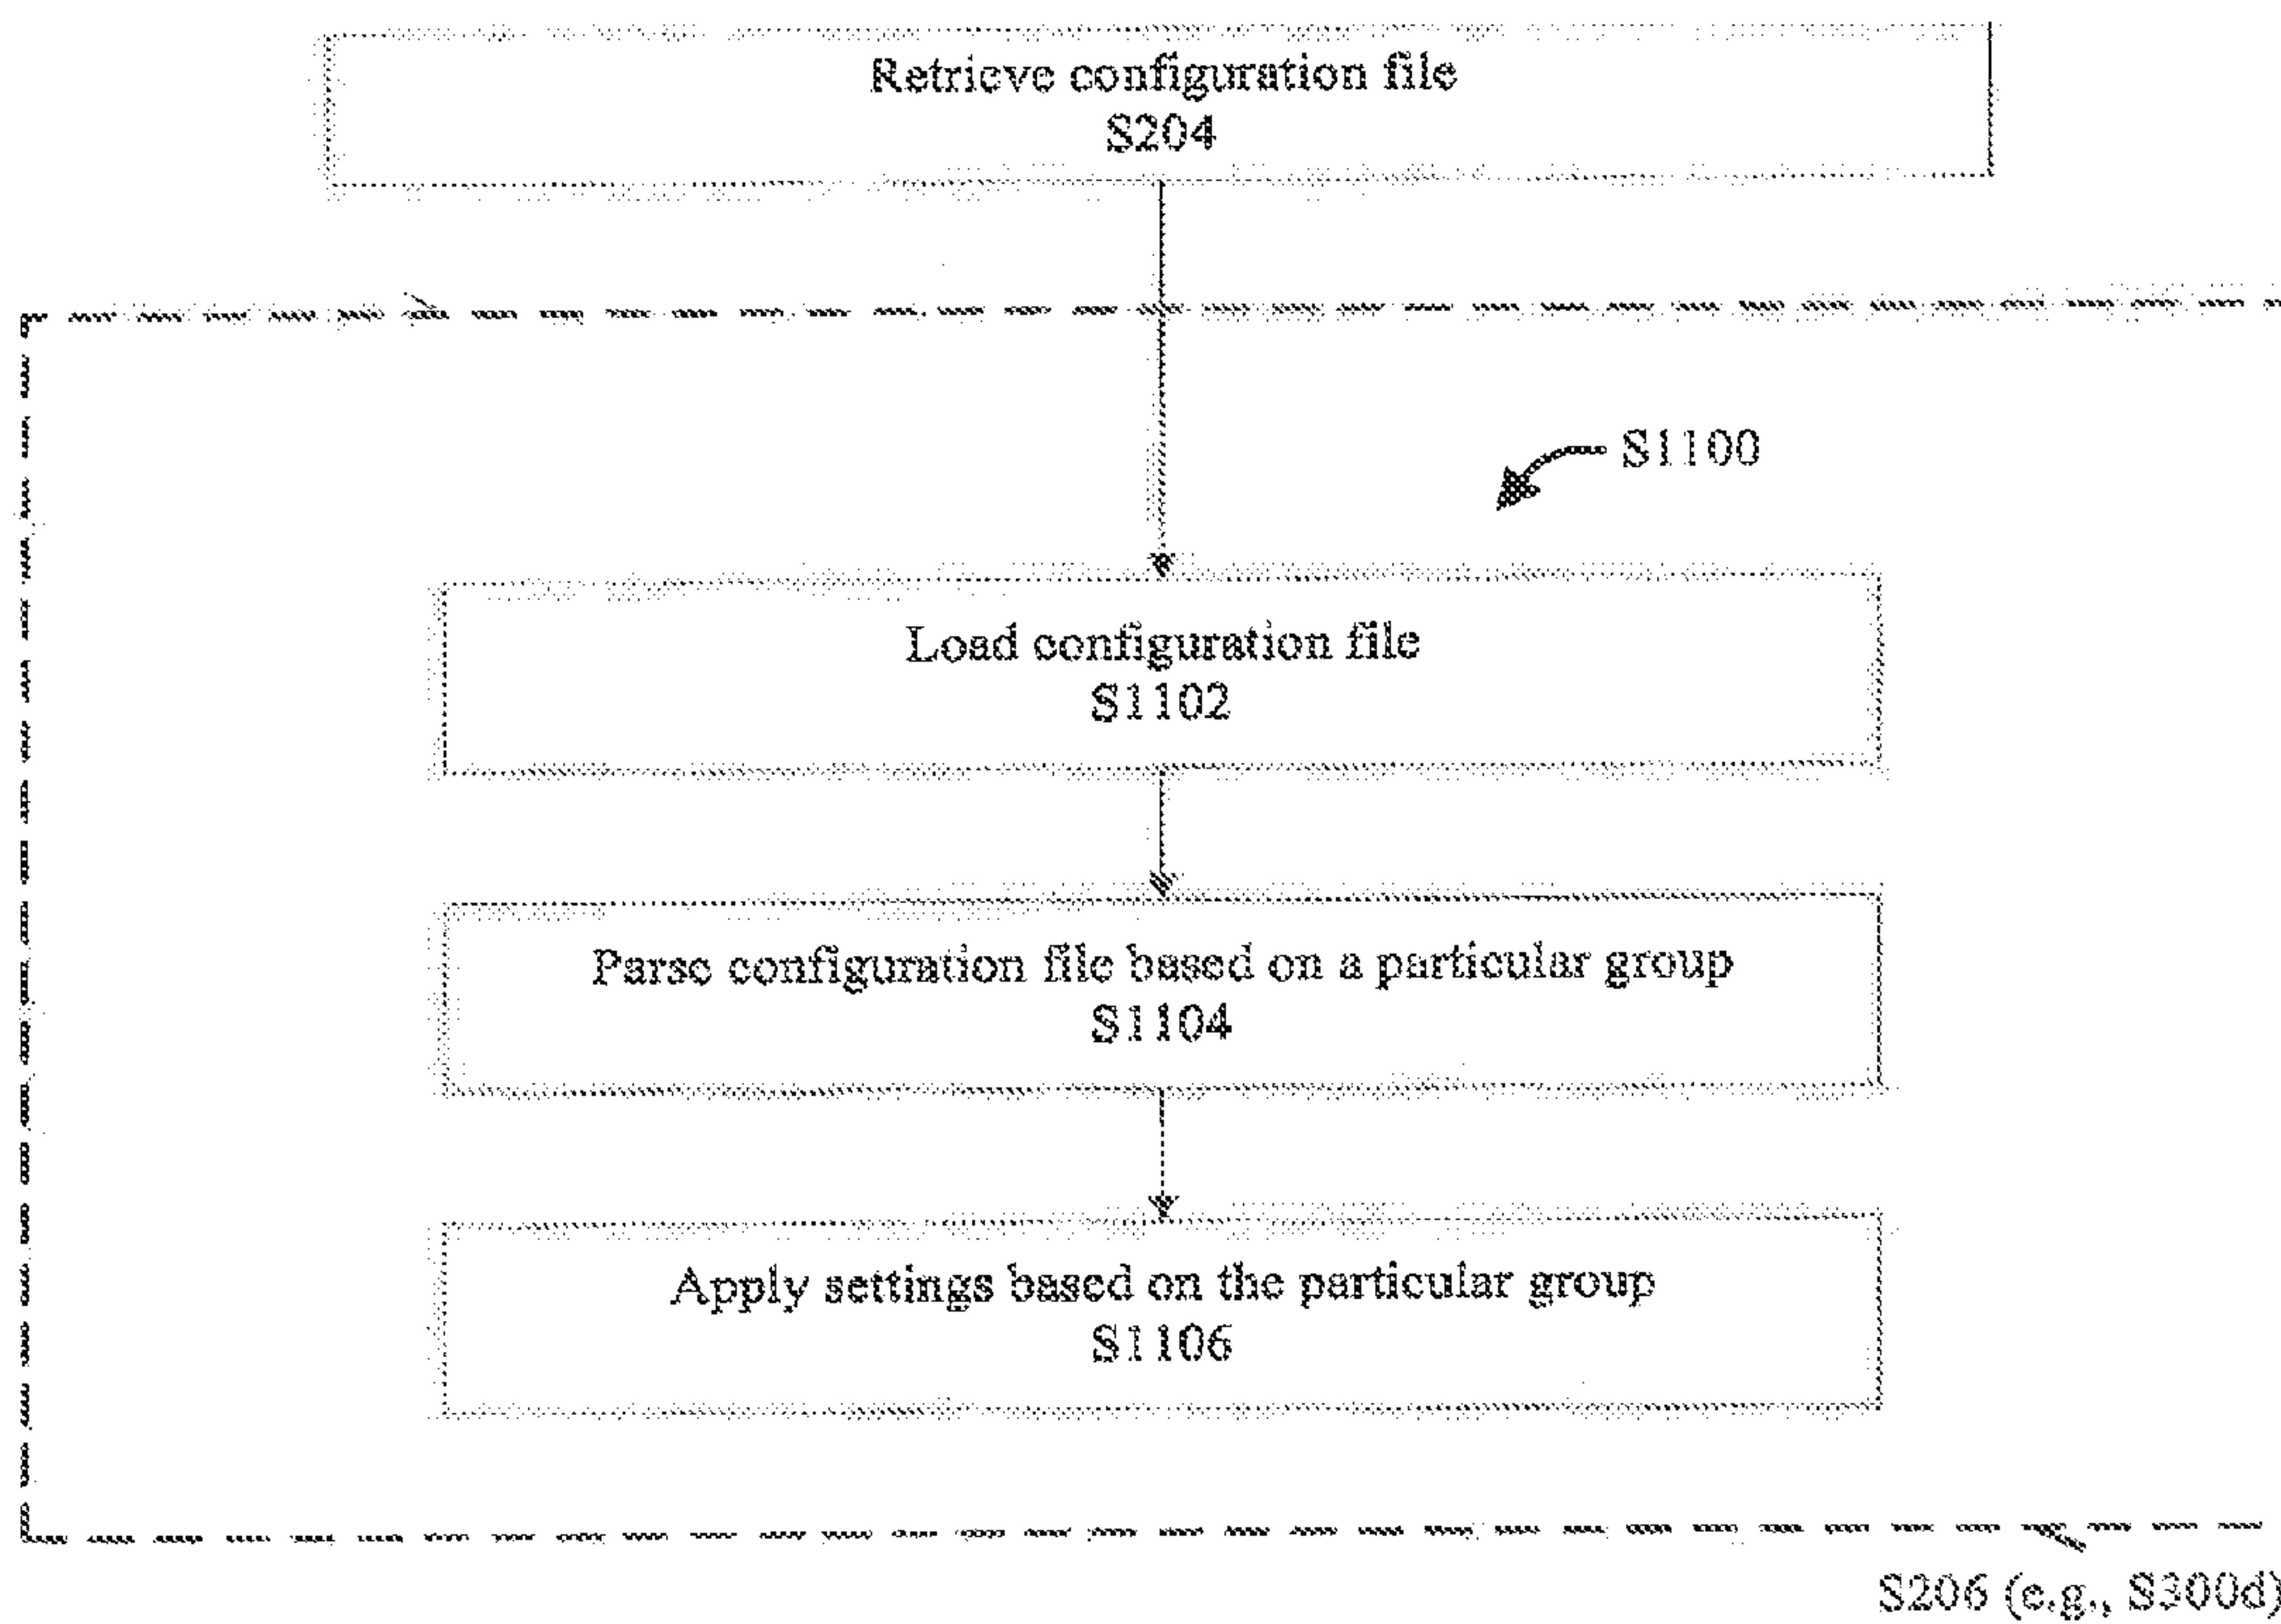 Retrieve configuration file
S204
S1100
Load configuration file
S1102
Parse configuration file based on a particular group
S1104
Apply settings based on the particular group
S1106
S206 (e.g., S300d)